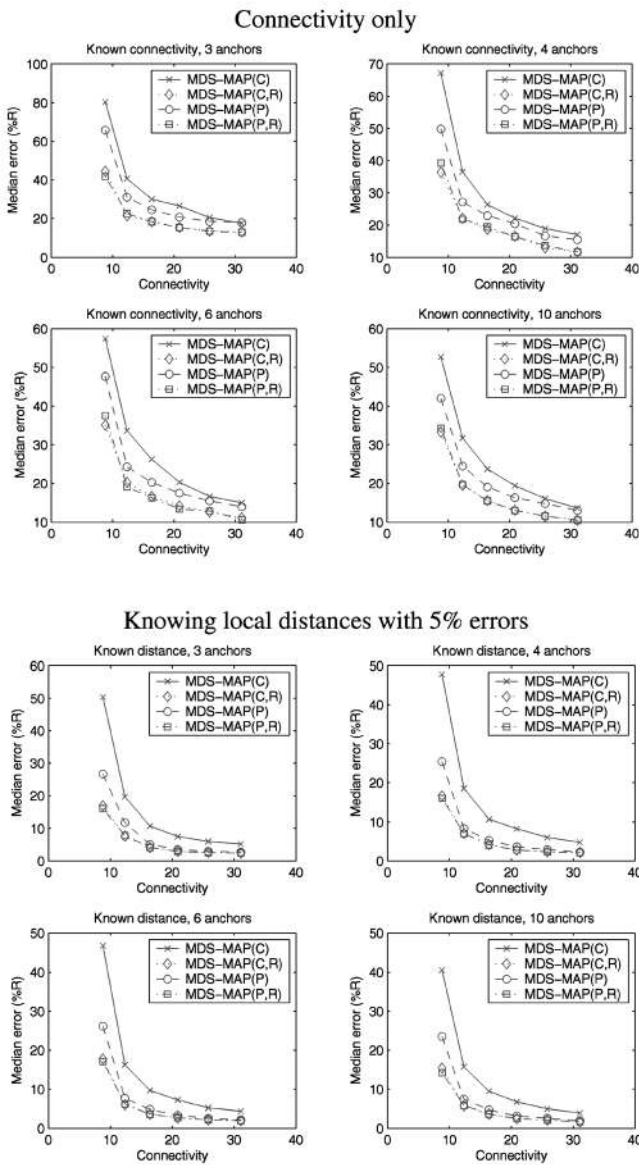 Connectivity only
Known connectivity, 3 anchors
100
80
60
40
20
0
Median error (%R)
MDS-MAP(C)
MDS-MAP(C,R)
MDS-MAP(P)
MDS-MAP(P,R)
0 10 20 30 40
Connectivity
Known connectivity, 4 anchors
70
60
50
40
30
20
10
Median error (%R)
MDS-MAP(C)
MDS-MAP(C,R)
MDS-MAP(P)
MDS-MAP(P,R)
0 10 20 30 40
Connectivity
Known connectivity, 6 anchors
60
50
40
30
20
10
Median error (%R)
MDS-MAP(C)
MDS-MAP(C,R)
MDS-MAP(P)
MDS-MAP(P,R)
0 10 20 30 40
Connectivity
Known connectivity, 10 anchors
60
50
40
30
20
10
Median error (%R)
MDS-MAP(C)
MDS-MAP(C,R)
MDS-MAP(P)
MDS-MAP(P,R)
0 10 20 30 40
Connectivity
Knowing local distances with 5% errors
Known distance, 3 anchors
60
50
40
30
20
10
0
Median error (%R)
MDS-MAP(C)
MDS-MAP(C,R)
MDS-MAP(P)
MDS-MAP(P,R)
0 10 20 30 40
Connectivity
Known distance, 4 anchors
50
40
30
20
10
0
Median error (%R)
MDS-MAP(C)
MDS-MAP(C,R)
MDS-MAP(P)
MDS-MAP(P,R)
0 10 20 30 40
Connectivity
Known distance, 6 anchors
50
40
30
20
10
0
Median error (%R)
MDS-MAP(C)
MDS-MAP(C,R)
MDS-MAP(P)
MDS-MAP(P,R)
0 10 20 30 40
Connectivity
Known distance, 10 anchors
50
40
30
20
10
0
Median error (%R)
MDS-MAP(C)
MDS-MAP(C,R)
MDS-MAP(P)
MDS-MAP(P,R)
0 10 20 30 40
Connectivity